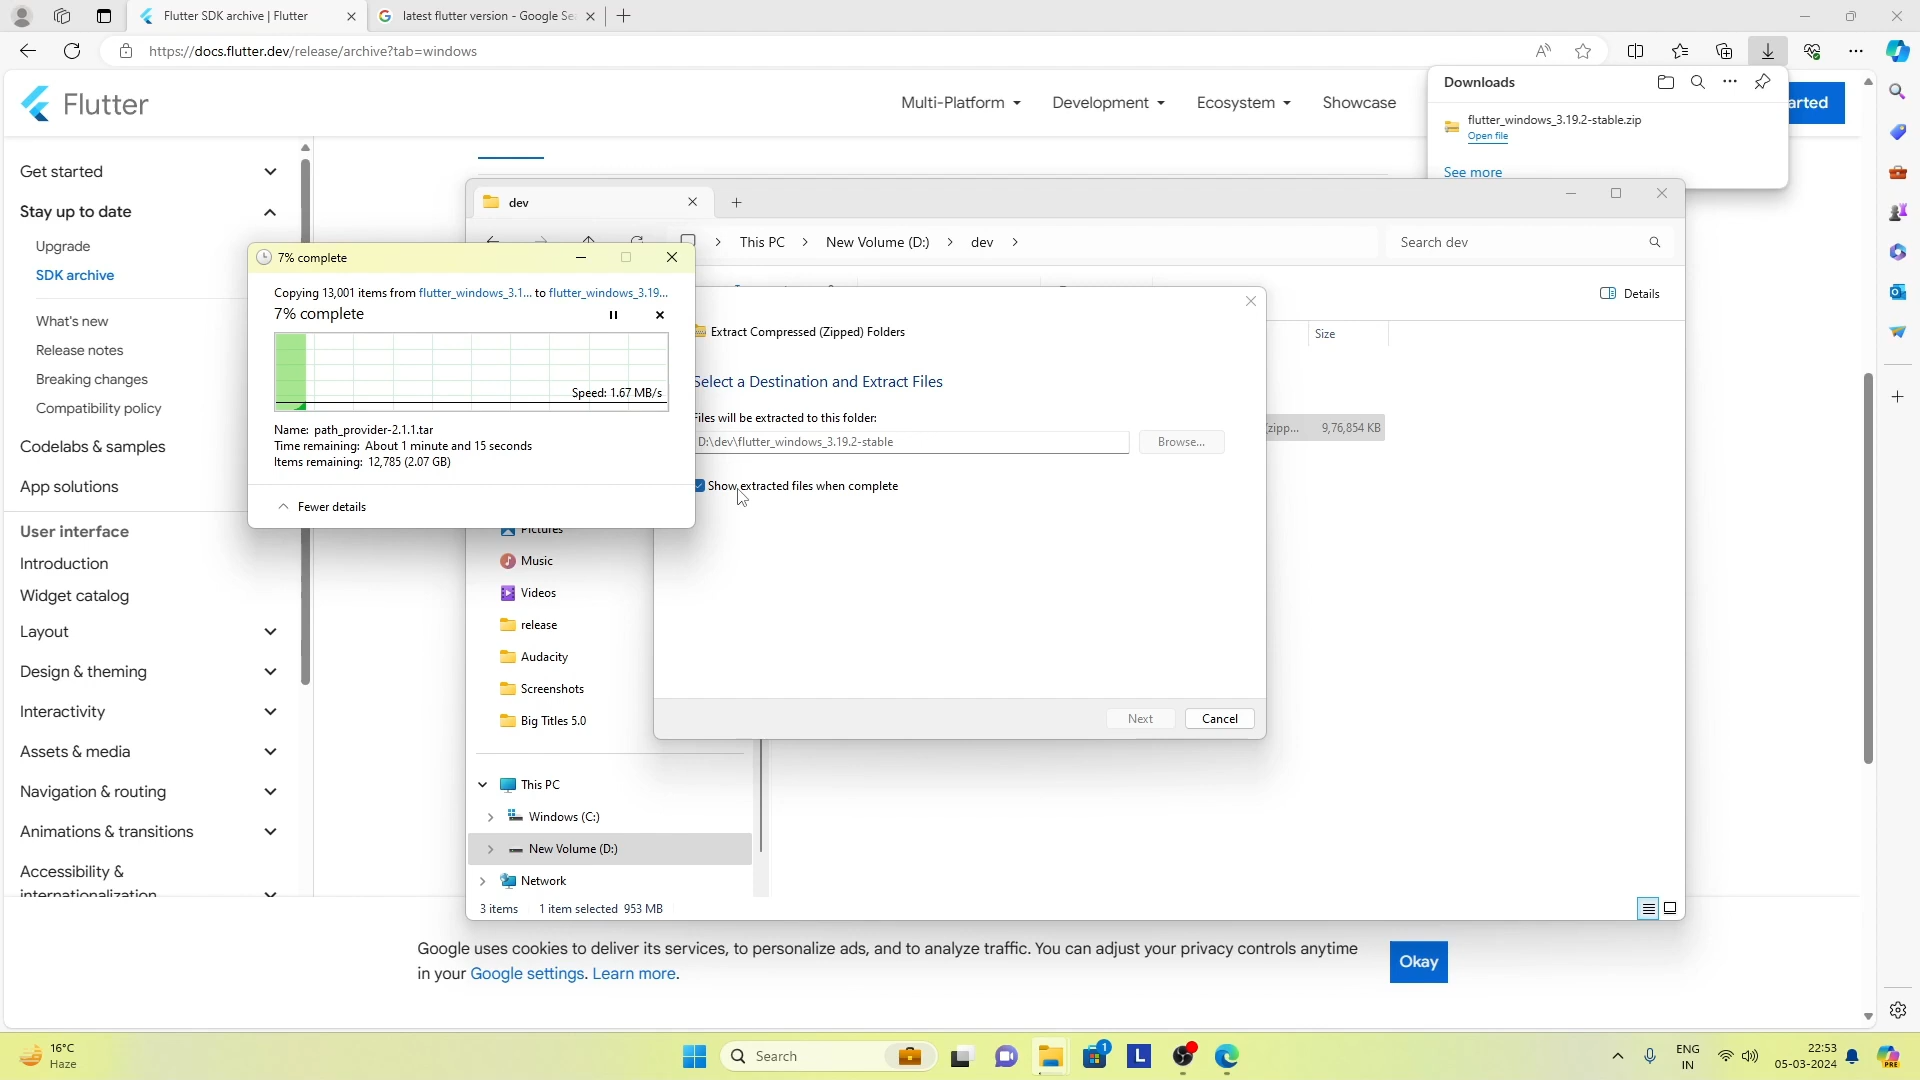 Flutter SDK archive | Flutter
latest flutter version - Google Se
https://docs.flutter.dev/release/archive?tab=windows
Flutter
Multi-Platform
Development
Ecosystem
Showcase
arted
Downloads
flutter_windows_3.19.2-stable.zip
Open file
See more
Get started
Stay up to date
Upgrade
SDK archive
What's new
Release notes
Breaking changes
Compatibility policy
Codelabs & samples
App solutions
User interface
Introduction
Widget catalog
Layout
Design & theming
Interactivity
Assets & media
Navigation & routing
Animations & transitions
Accessibility &
internationalization
dev
This PC
New Volume (D:)
dev
Search dev
Details
Size
(zipp...
9,76,854 KB
7% complete
Copying 13,001 items from flutter_windows_3.1... to flutter_windows_3.19...
7% complete
Speed: 1.67 MB/s
Name: path_provider-2.1.1.tar
Time remaining: About 1 minute and 15 seconds
Items remaining: 12,785 (2.07 GB)
Fewer details
Extract Compressed (Zipped) Folders
Select a Destination and Extract Files
Files will be extracted to this folder:
D:\dev\flutter_windows_3.19.2-stable
Browse...
Show extracted files when complete
Next
Cancel
Pictures
Music
Videos
release
Audacity
Screenshots
Big Titles 5.0
This PC
Windows (C:)
New Volume (D:)
Network
3 items
1 item selected 953 MB
Google uses cookies to deliver its services, to personalize ads, and to analyze traffic. You can adjust your privacy controls anytime
in your Google settings. Learn more.
Okay
16°C
Haze
Search
1
L
ENG
IN
22:53
05-03-2024
PRE